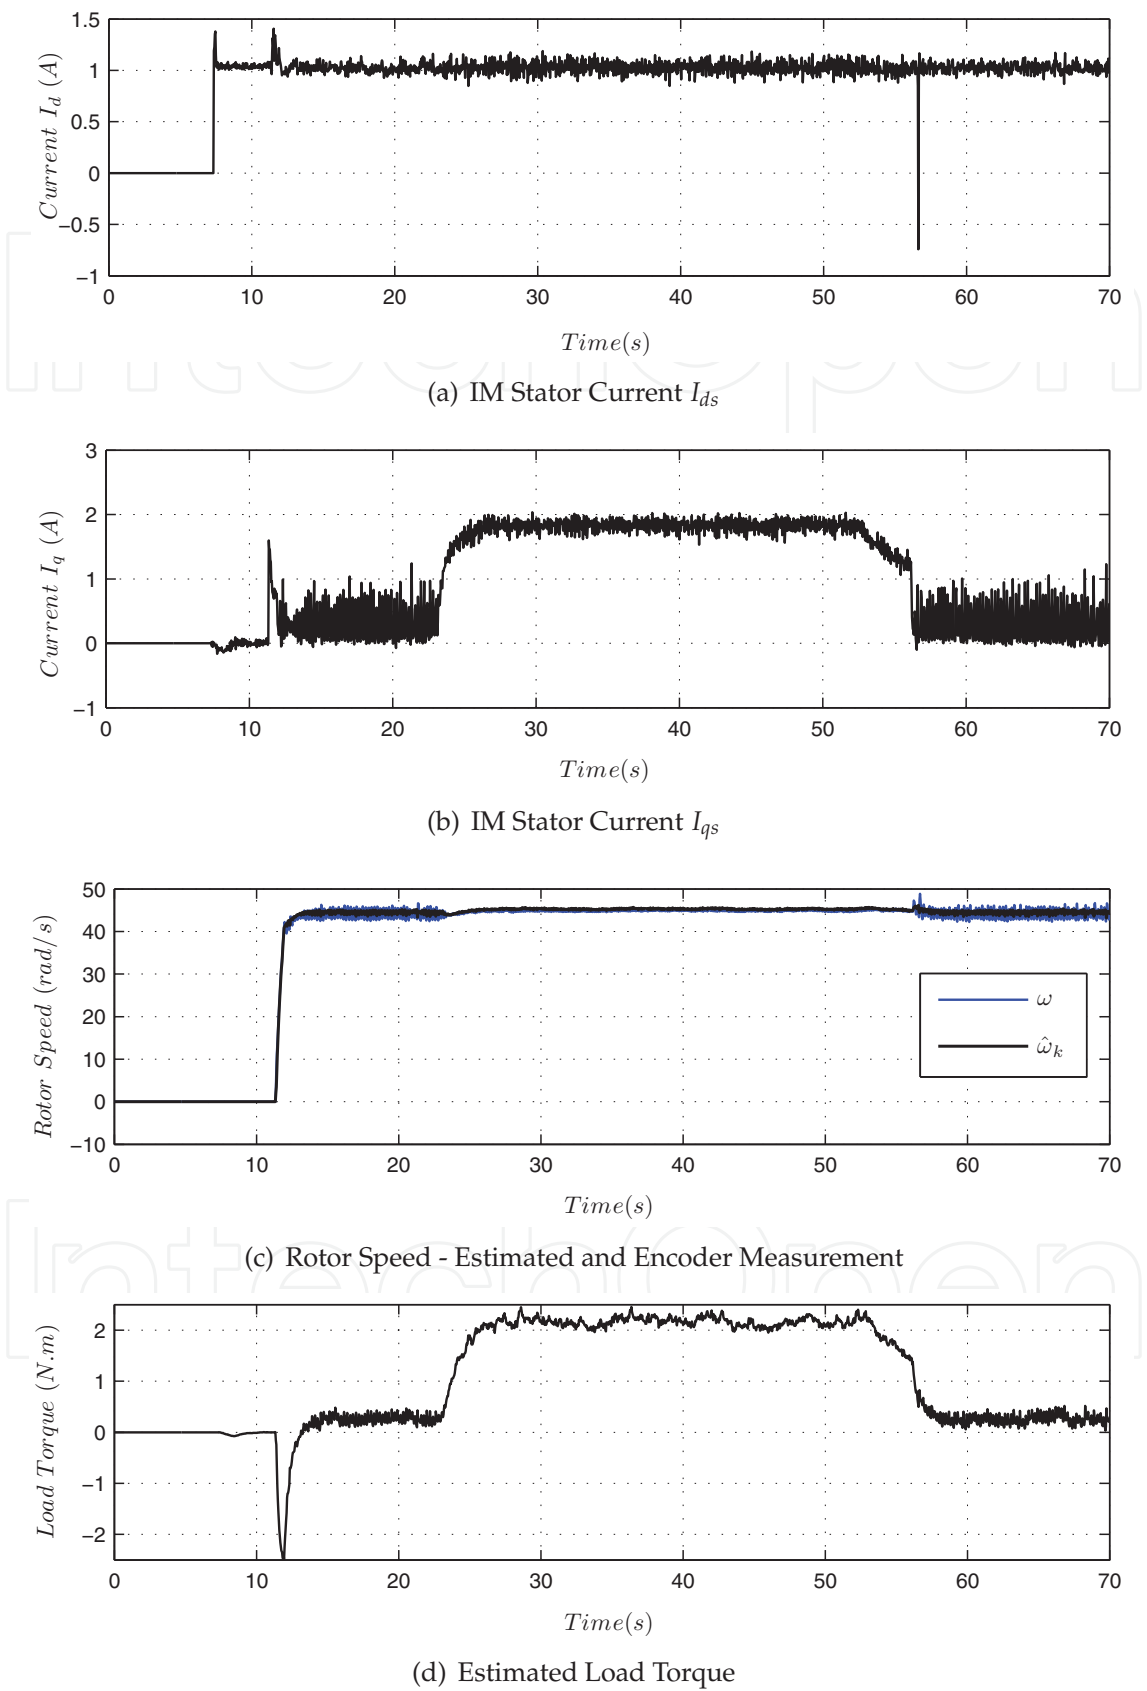 1.5
1
0.5
0
−0.5
−1
Current I_d (A)
0 10 20 30 40 50 60 70
Time(s)
(a) IM Stator Current I_ds
3
2
1
0
−1
Current I_q (A)
0 10 20 30 40 50 60 70
Time(s)
(b) IM Stator Current I_qs
50
40
30
20
10
0
−10
Rotor Speed (rad/s)
ω
ω̂_k
0 10 20 30 40 50 60 70
Time(s)
(c) Rotor Speed - Estimated and Encoder Measurement
2
1
0
−1
−2
Load Torque (N.m)
0 10 20 30 40 50 60 70
Time(s)
(d) Estimated Load Torque
IntechOpen
IntechOpen